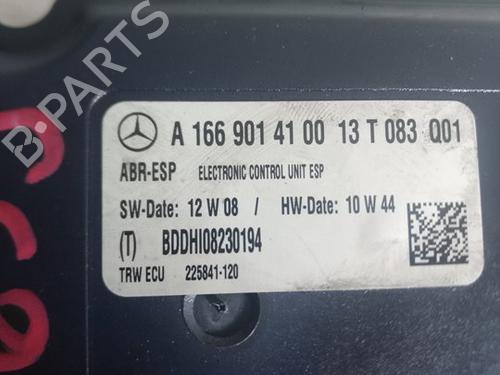 A 166 901 41 00 13 T 083 Q01
ABR-ESP ELECTRONIC CONTROL UNIT ESP
SW-Date: 12 W 08 / HW-Date: 10 W 44
(T) BDDHI08230194
TRW ECU 225841-120